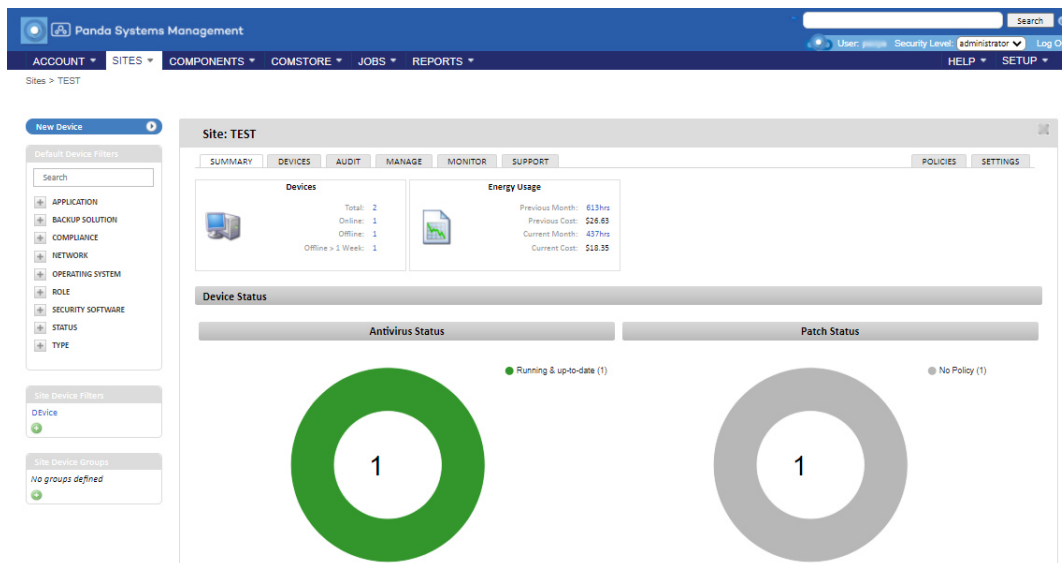 Panda Systems Management
Search
User: Security Level: administrator Log O
ACCOUNT SITES COMPONENTS COMSTORE JOBS REPORTS HELP SETUP
Sites > TEST
New Device
Default Device Filters
Search
APPLICATION
BACKUP SOLUTION
COMPLIANCE
NETWORK
OPERATING SYSTEM
ROLE
SECURITY SOFTWARE
STATUS
TYPE
Site Device Filters
DEvice
Site Device Groups
No groups defined
Site: TEST
SUMMARY DEVICES AUDIT MANAGE MONITOR SUPPORT POLICIES SETTINGS
Devices
Total: 2
Online: 1
Offline: 1
Offline > 1 Week: 1
Energy Usage
Previous Month: 613hrs
Previous Cost: $26.63
Current Month: 437hrs
Current Cost: $18.35
Device Status
Antivirus Status
Running & up-to-date (1)
1
Patch Status
No Policy (1)
1